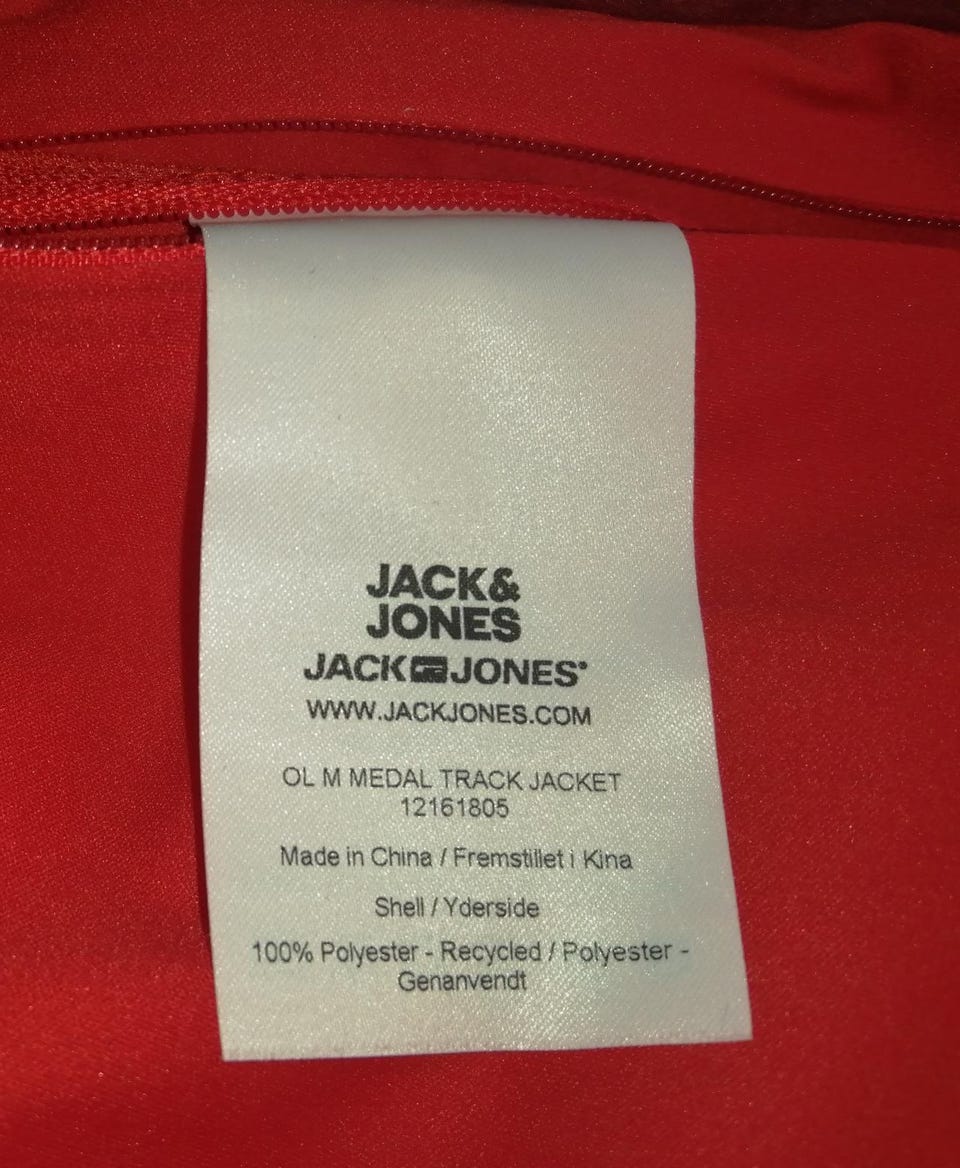 JACK&
JONES
JACK JONES®
WWW.JACKJONES.COM
OL M MEDAL TRACK JACKET
12161805
Made in China / Fremstillet i Kina
Shell / Yderside
100% Polyester - Recycled / Polyester -
Genanvendt